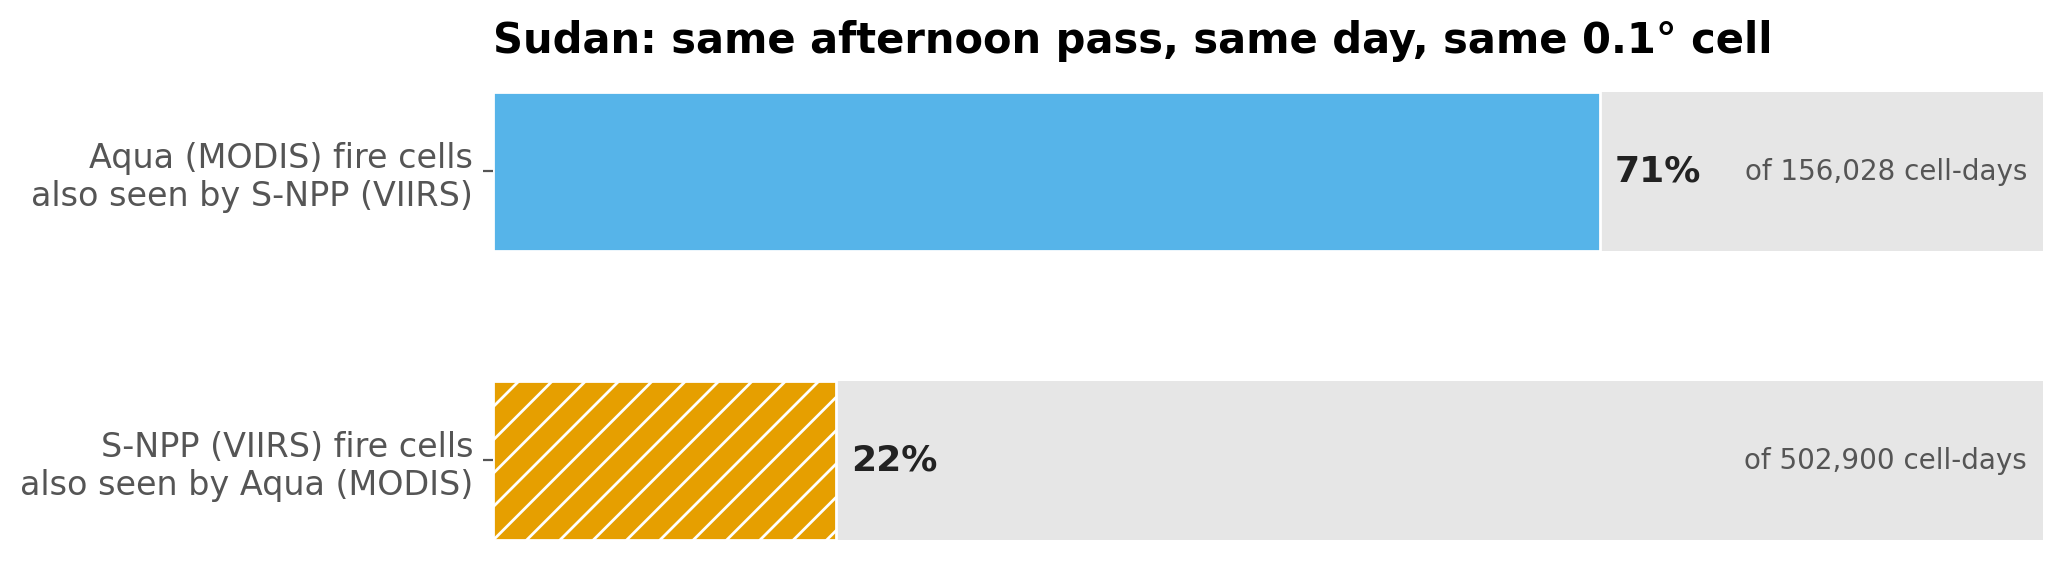 Sudan: same afternoon pass, same day, same 0.1° cell
Aqua (MODIS) fire cells
also seen by S-NPP (VIIRS)
71%
of 156,028 cell-days
S-NPP (VIIRS) fire cells
also seen by Aqua (MODIS)
22%
of 502,900 cell-days